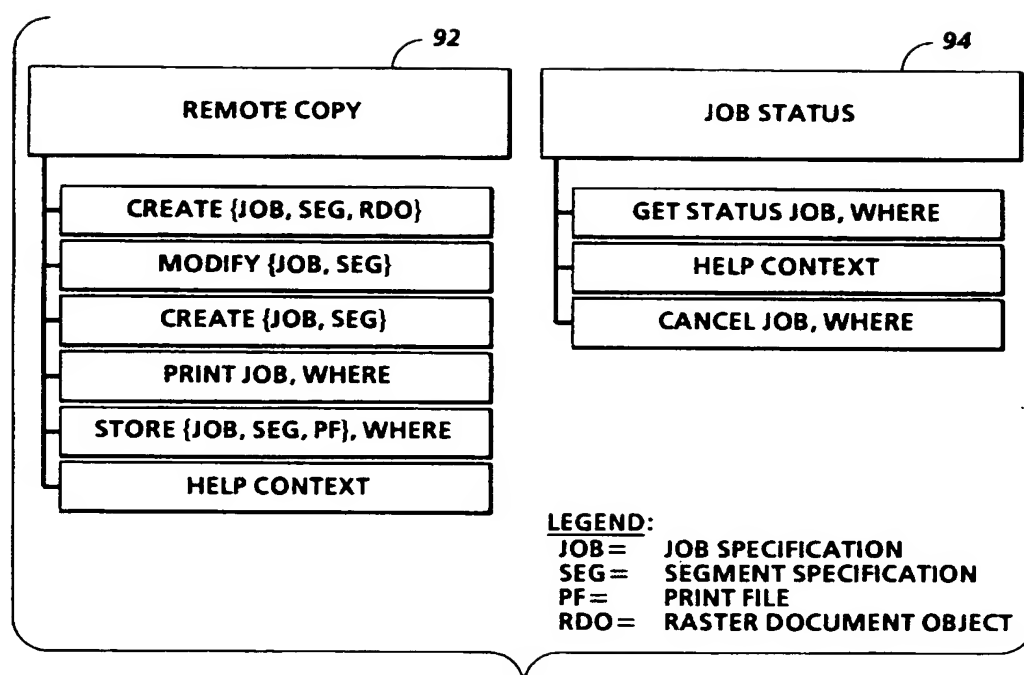 92
REMOTE COPY
CREATE {JOB, SEG, RDO}
MODIFY {JOB, SEG}
CREATE {JOB, SEG}
PRINT JOB, WHERE
STORE {JOB, SEG, PF}, WHERE
HELP CONTEXT
94
JOB STATUS
GET STATUS JOB, WHERE
HELP CONTEXT
CANCEL JOB, WHERE
LEGEND:
JOB = JOB SPECIFICATION
SEG = SEGMENT SPECIFICATION
PF = PRINT FILE
RDO = RASTER DOCUMENT OBJECT